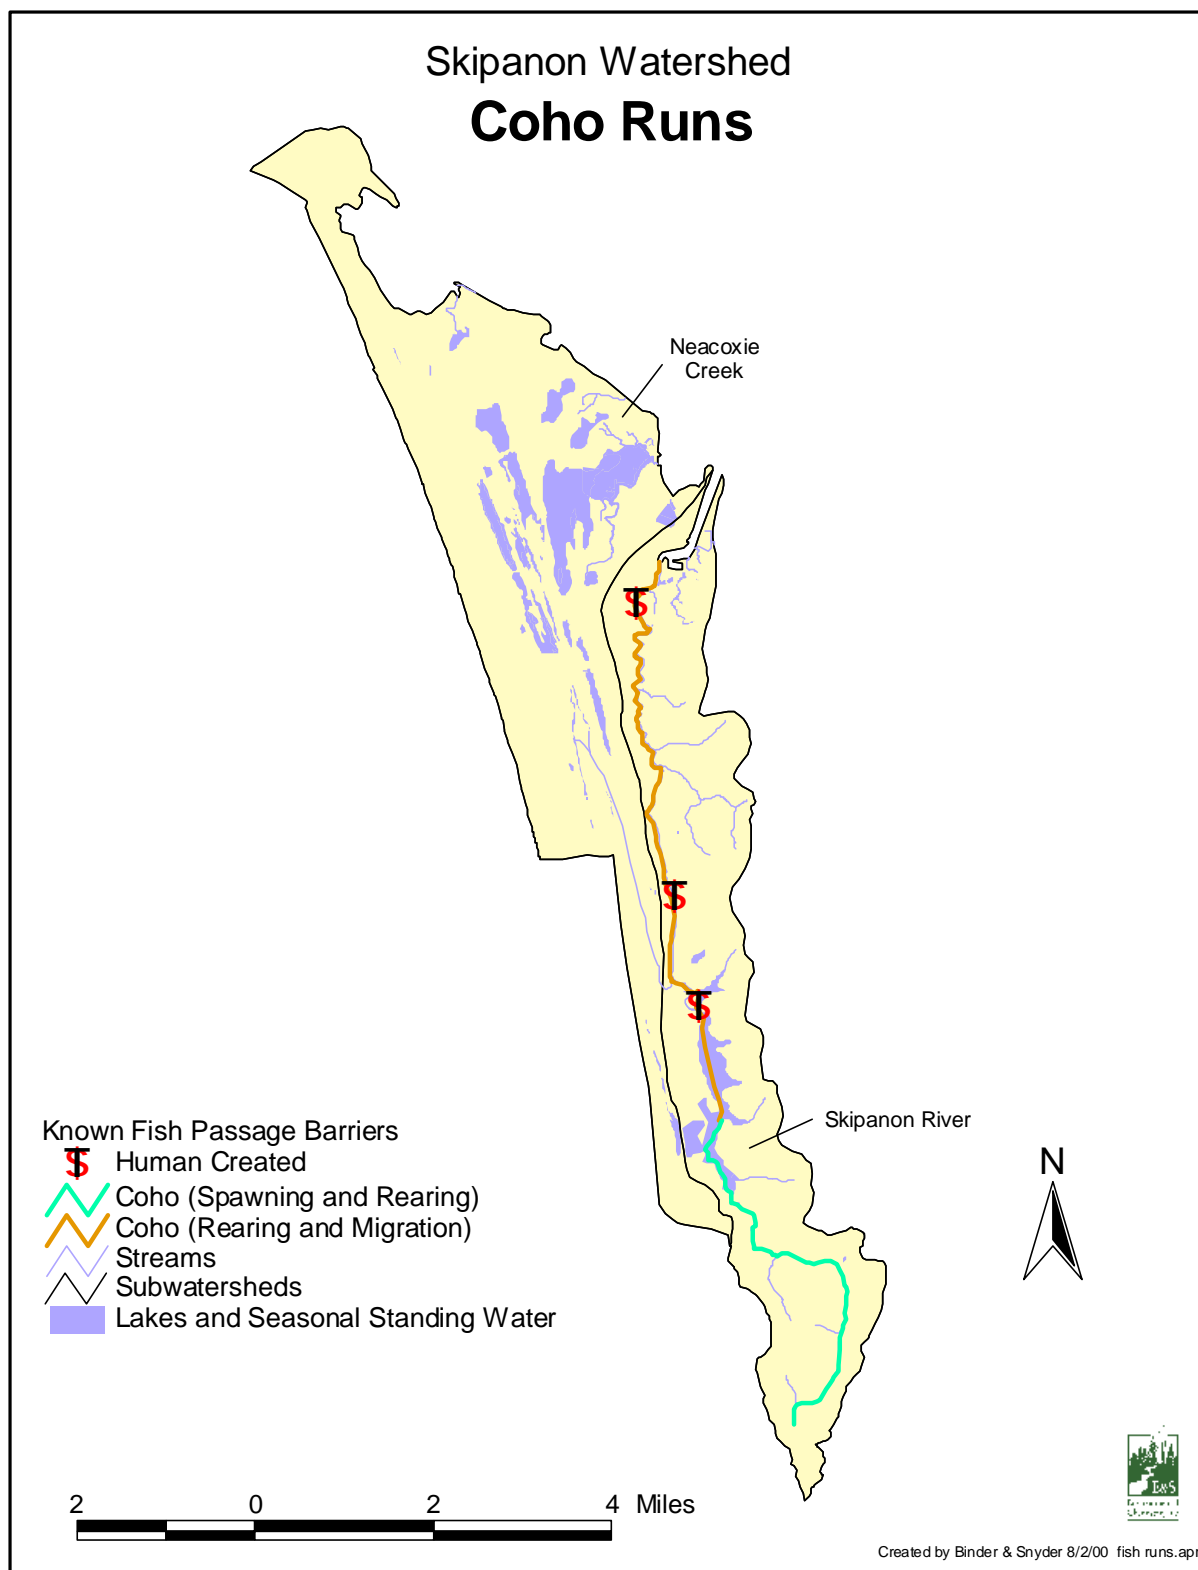 Skipanon Watershed
Coho Runs
Neacoxie
Creek
Skipanon River
Known Fish Passage Barriers
Human Created
Coho (Spawning and Rearing)
Coho (Rearing and Migration)
Streams
Subwatersheds
Lakes and Seasonal Standing Water
N
2 0 2 4 Miles
E&S
Created by Binder & Snyder 8/2/00 fish runs.apr